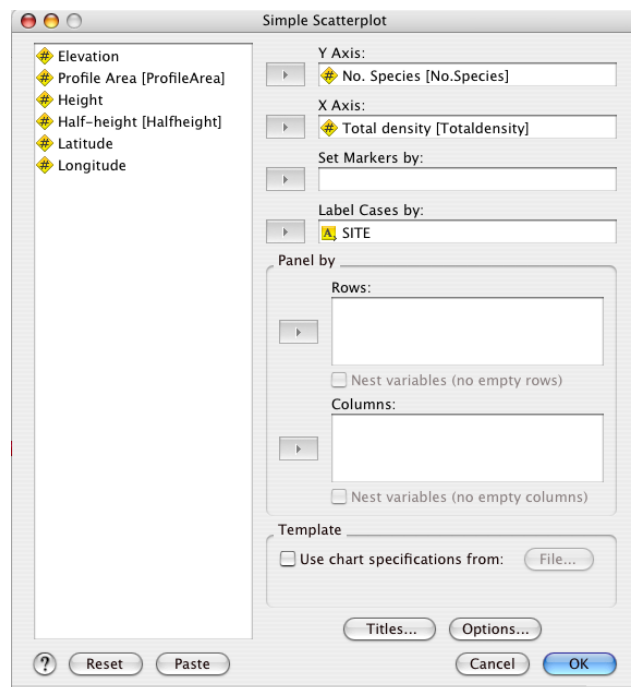 Simple Scatterplot
Elevation
Profile Area [ProfileArea]
Height
Half-height [Halfheight]
Latitude
Longitude
Y Axis:
No. Species [No.Species]
X Axis:
Total density [Totaldensity]
Set Markers by:
Label Cases by:
A SITE
Panel by
Rows:
Nest variables (no empty rows)
Columns:
Nest variables (no empty columns)
Template
Use chart specifications from: File...
Titles... Options...
? Reset Paste Cancel OK